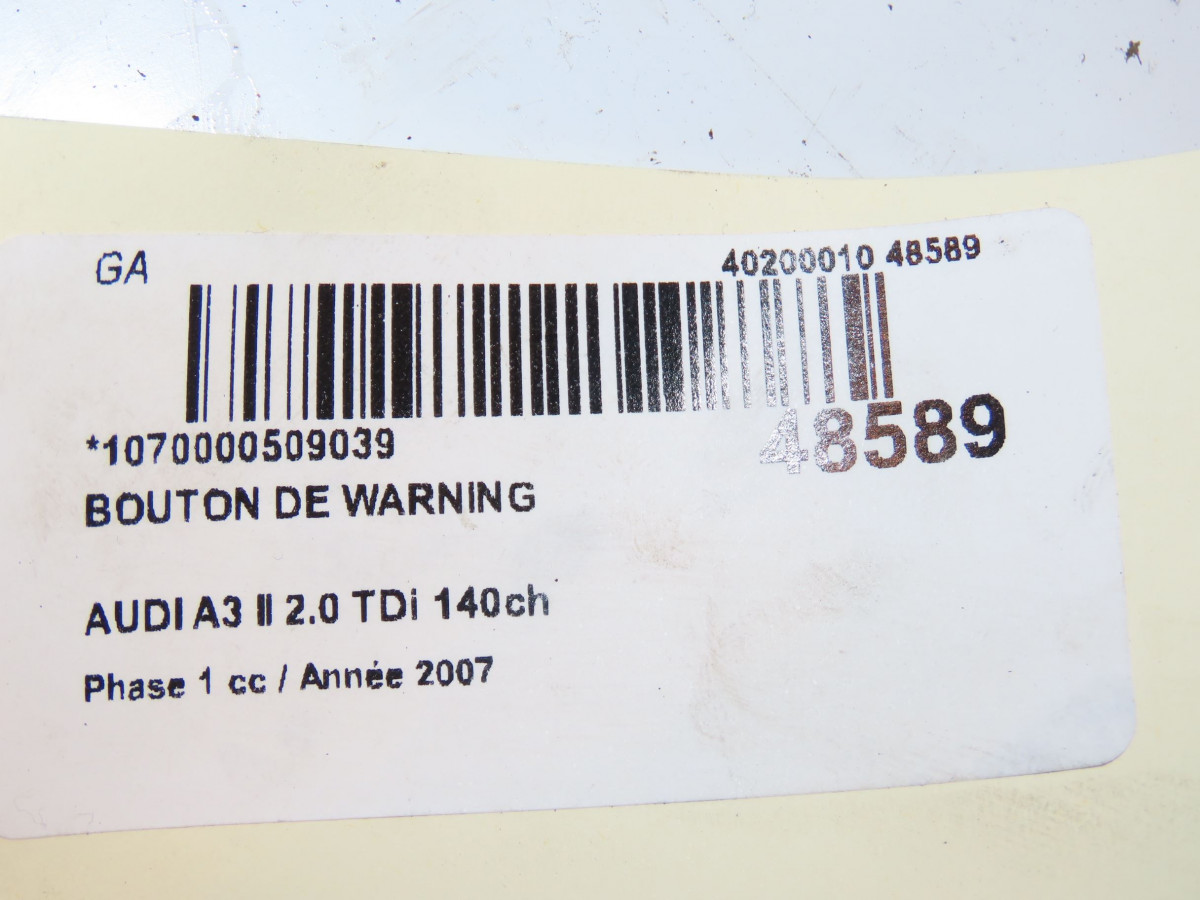 GA
40200010 48589
*1070000509039
48589
BOUTON DE WARNING
AUDI A3 II 2.0 TDi 140ch
Phase 1 cc / Année 2007